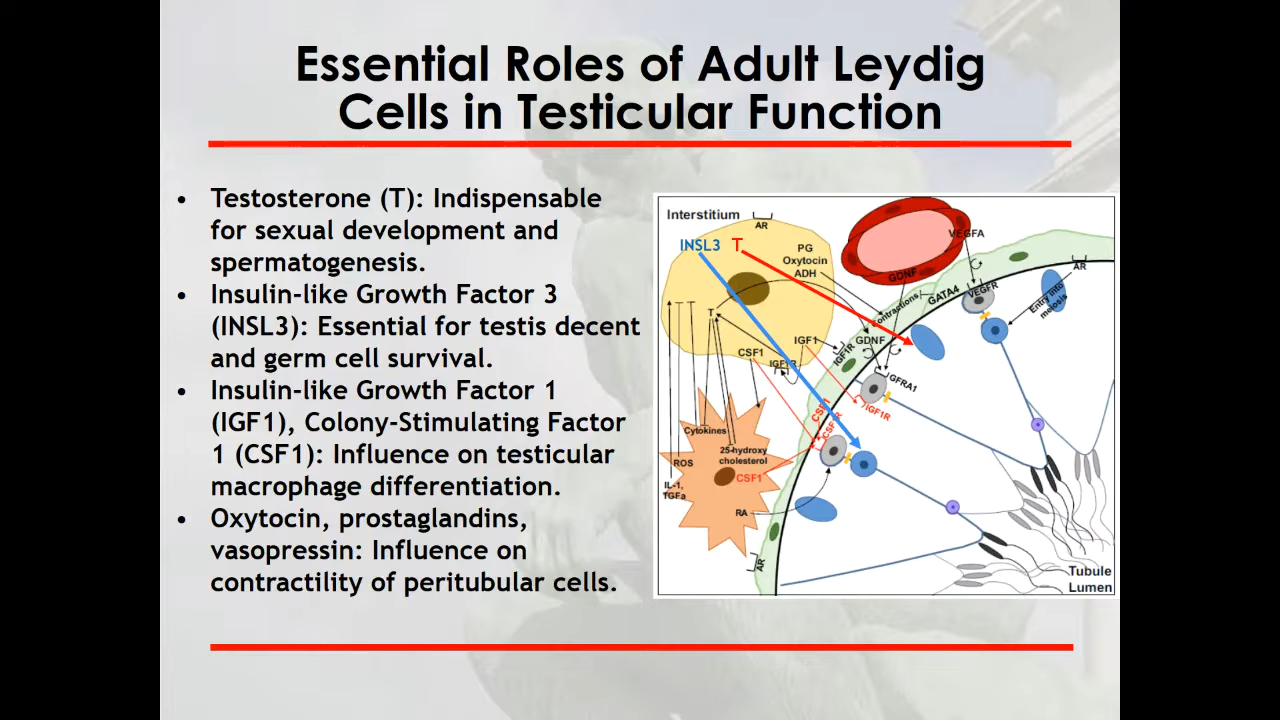 Essential Roles of Adult Leydig
Cells in Testicular Function
• Testosterone (T): Indispensable
for sexual development and
spermatogenesis.
• Insulin-like Growth Factor 3
(INSL3): Essential for testis decent
and germ cell survival.
• Insulin-like Growth Factor 1
(IGF1), Colony-Stimulating Factor
1 (CSF1): Influence on testicular
macrophage differentiation.
• Oxytocin, prostaglandins,
vasopressin: Influence on
contractility of peritubular cells.
Interstitium
AR
INSL3 T
PG
Oxytocin
ADH
VEGFA
GDNF
AR
Contractions
GATA4
VEGFR
Entry into
meiosis
T
CSF1
IGF1
IGF1R
IGF1R
GDNF
GFRA1
CSF1
CSF1R
IGF1R
Cytokines
25-hydroxy
cholesterol
ROS
CSF1
IL-1,
TGFa
RA
AR
Tubule
Lumen